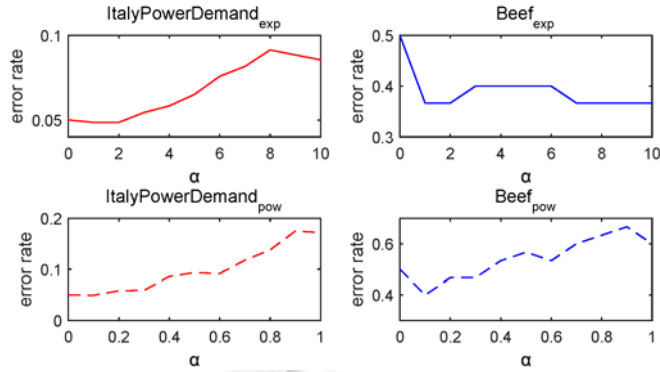 ItalyPowerDemand_exp
error rate
0.1
0.05
0 2 4 6 8 10
α
Beef_exp
0.5
0.4
0.3
0 2 4 6 8 10
α
ItalyPowerDemand_pow
error rate
0.2
0.1
0
0 0.2 0.4 0.6 0.8 1
α
Beef_pow
error rate
0.6
0.4
0 0.2 0.4 0.6 0.8 1
α